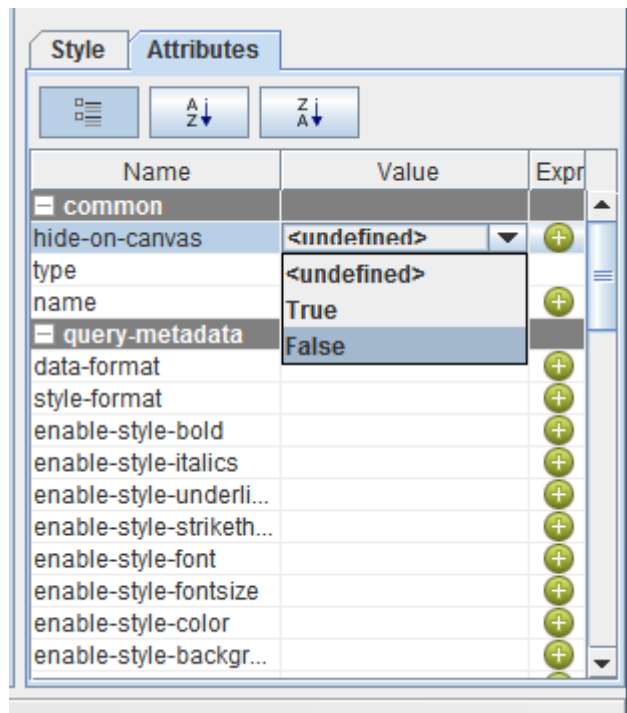 Style Attributes
A Z Z A
Name Value Expr
common
hide-on-canvas <undefined>
type <undefined>
name True
query-metadata False
data-format
style-format
enable-style-bold
enable-style-italics
enable-style-underli...
enable-style-striketh...
enable-style-font
enable-style-fontsize
enable-style-color
enable-style-backgr...